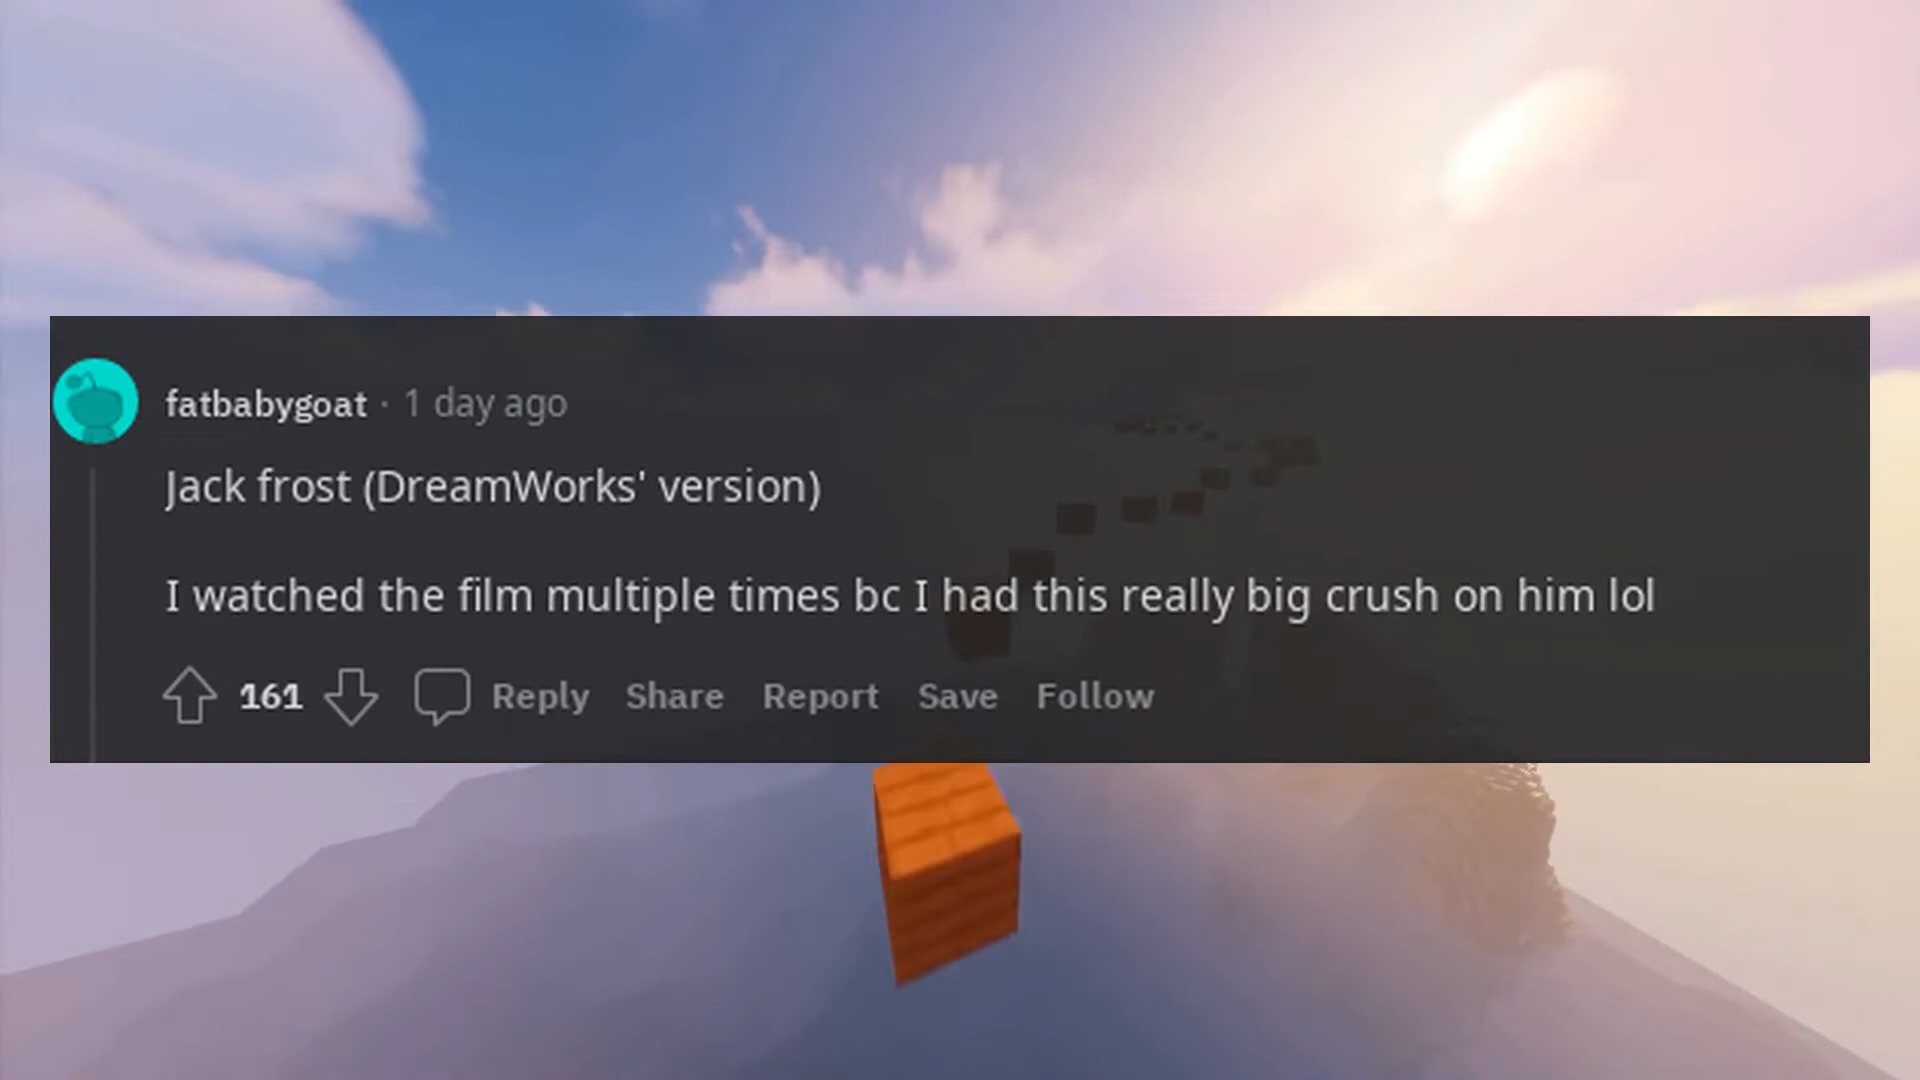 fatbabygoat · 1 day ago
Jack frost (DreamWorks' version)
I watched the film multiple times bc I had this really big crush on him lol
161 Reply Share Report Save Follow